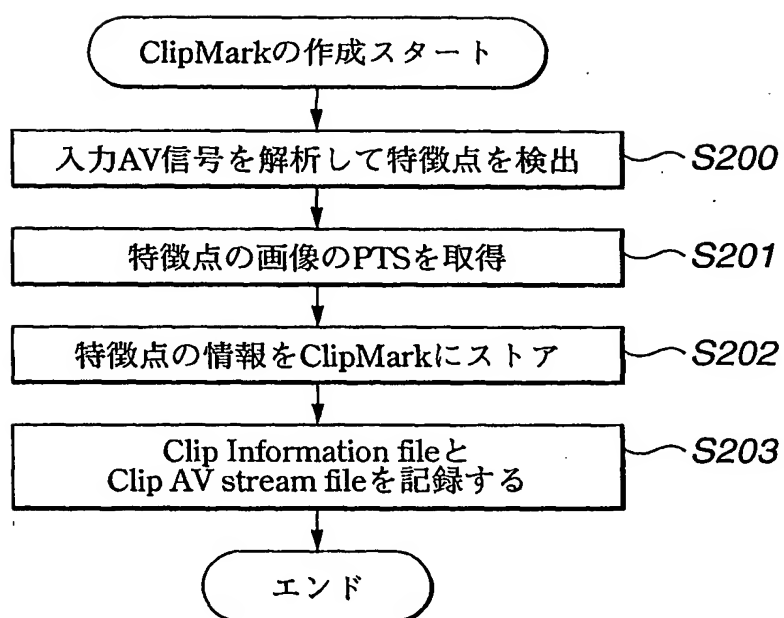 ClipMarkの作成スタート
入力AV信号を解析して特徴点を検出
S200
特徴点の画像のPTSを取得
S201
特徴点の情報をClipMarkにストア
S202
Clip Information fileと
Clip AV stream fileを記録する
S203
エンド